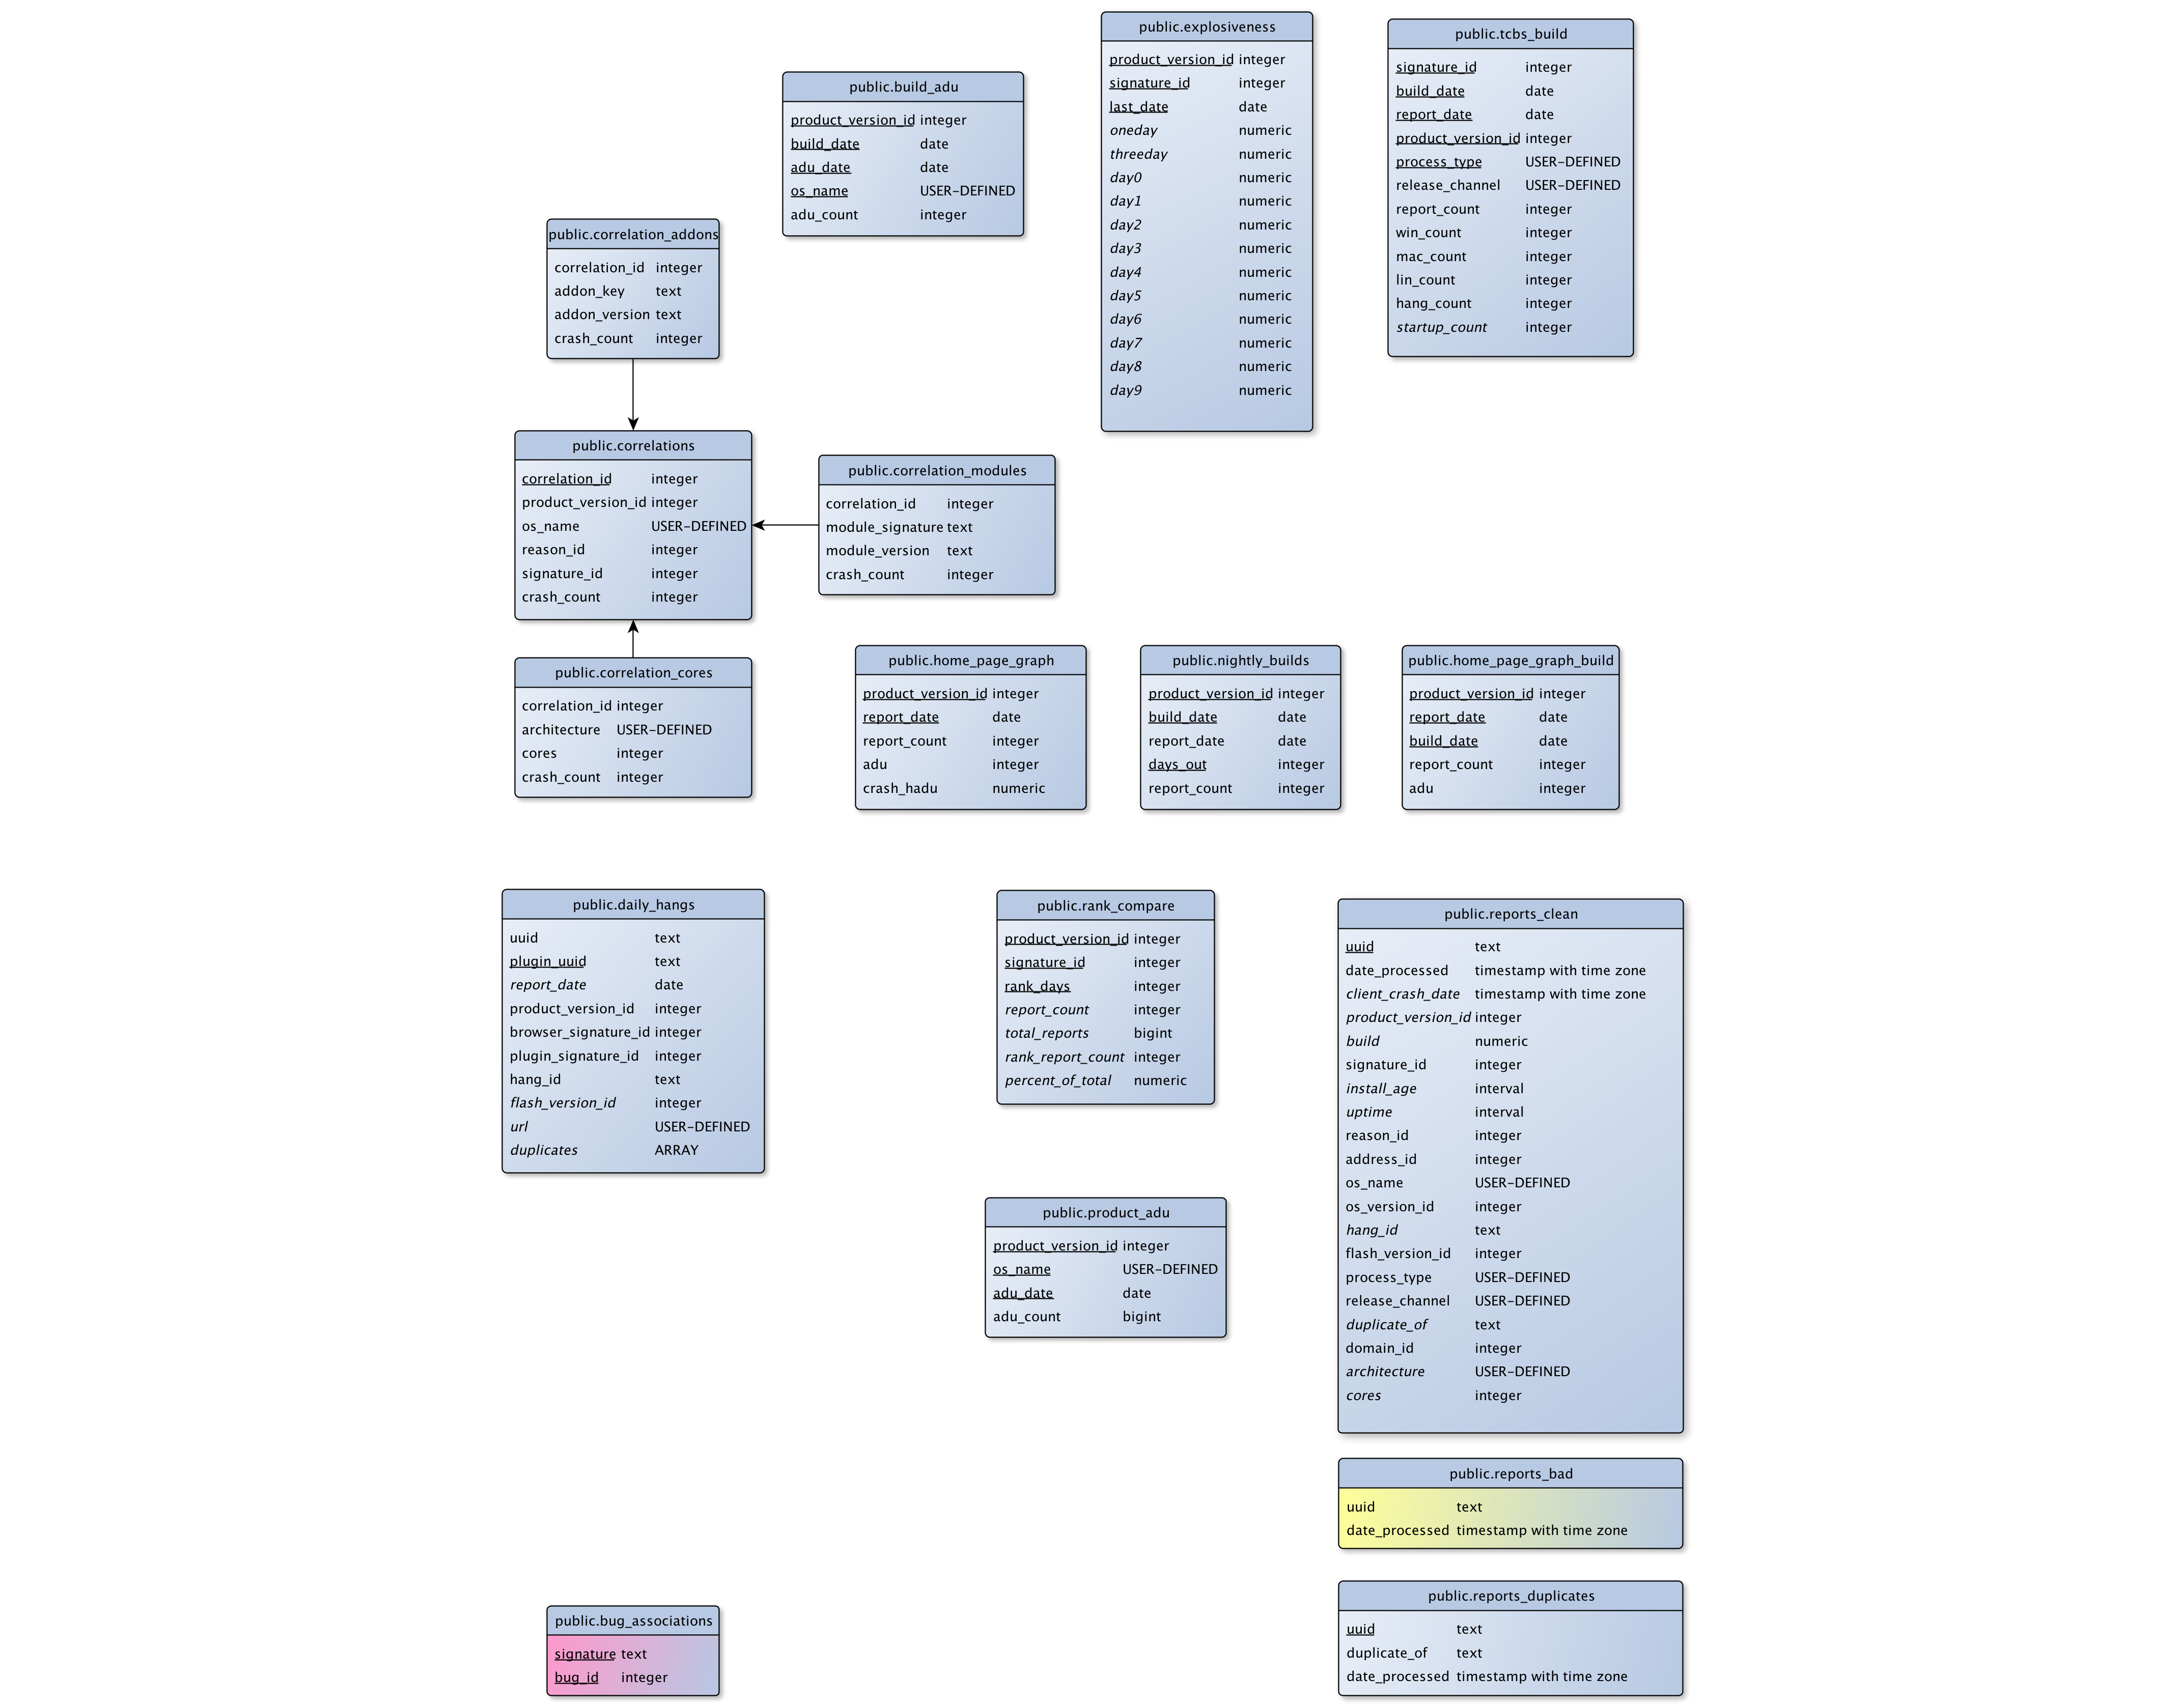 public.explosiveness
product_version_id integer
signature_id integer
last_date date
oneday numeric
threeday numeric
day0 numeric
day1 numeric
day2 numeric
day3 numeric
day4 numeric
day5 numeric
day6 numeric
day7 numeric
day8 numeric
day9 numeric
public.tcbs_build
signature_id integer
build_date date
report_date date
product_version_id integer
process_type USER-DEFINED
release_channel USER-DEFINED
report_count integer
win_count integer
mac_count integer
lin_count integer
hang_count integer
startup_count integer
public.build_adu
product_version_id integer
build_date date
adu_date date
os_name USER-DEFINED
adu_count integer
public.correlation_addons
correlation_id integer
addon_key text
addon_version text
crash_count integer
public.correlations
correlation_id integer
product_version_id integer
os_name USER-DEFINED
reason_id integer
signature_id integer
crash_count integer
public.correlation_modules
correlation_id integer
module_signature text
module_version text
crash_count integer
public.correlation_cores
correlation_id integer
architecture USER-DEFINED
cores integer
crash_count integer
public.home_page_graph
product_version_id integer
report_date date
report_count integer
adu integer
crash_hadu numeric
public.nightly_builds
product_version_id integer
build_date date
report_date date
days_out integer
report_count integer
public.home_page_graph_build
product_version_id integer
report_date date
build_date date
report_count integer
adu integer
public.daily_hangs
uuid text
plugin_uuid text
report_date date
product_version_id integer
browser_signature_id integer
plugin_signature_id integer
hang_id text
flash_version_id integer
url USER-DEFINED
duplicates ARRAY
public.rank_compare
product_version_id integer
signature_id integer
rank_days integer
report_count integer
total_reports bigint
rank_report_count integer
percent_of_total numeric
public.reports_clean
uuid text
date_processed timestamp with time zone
client_crash_date timestamp with time zone
product_version_id integer
build numeric
signature_id integer
install_age interval
uptime interval
reason_id integer
address_id integer
os_name USER-DEFINED
os_version_id integer
hang_id text
flash_version_id integer
process_type USER-DEFINED
release_channel USER-DEFINED
duplicate_of text
domain_id integer
architecture USER-DEFINED
cores integer
public.product_adu
product_version_id integer
os_name USER-DEFINED
adu_date date
adu_count bigint
public.reports_bad
uuid text
date_processed timestamp with time zone
public.bug_associations
signature text
bug_id integer
public.reports_duplicates
uuid text
duplicate_of text
date_processed timestamp with time zone